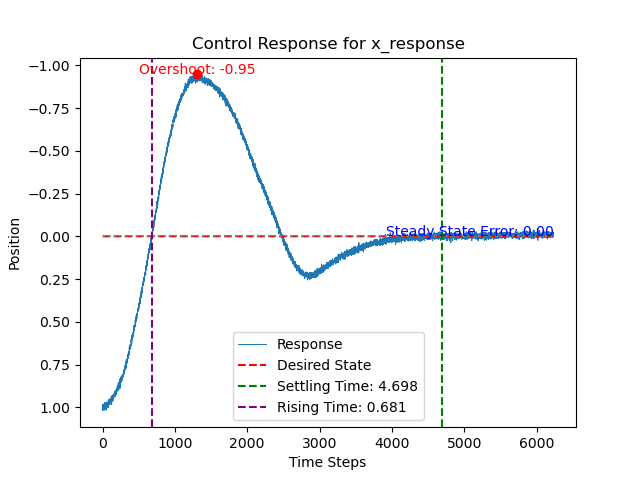 Control Response for x_response
Overshoot: -0.95
Steady State Error: 0.00
Position
−1.00
−0.75
−0.50
−0.25
0.00
0.25
0.50
0.75
1.00
Response
Desired State
Settling Time: 4.698
Rising Time: 0.681
0 1000 2000 3000 4000 5000 6000
Time Steps